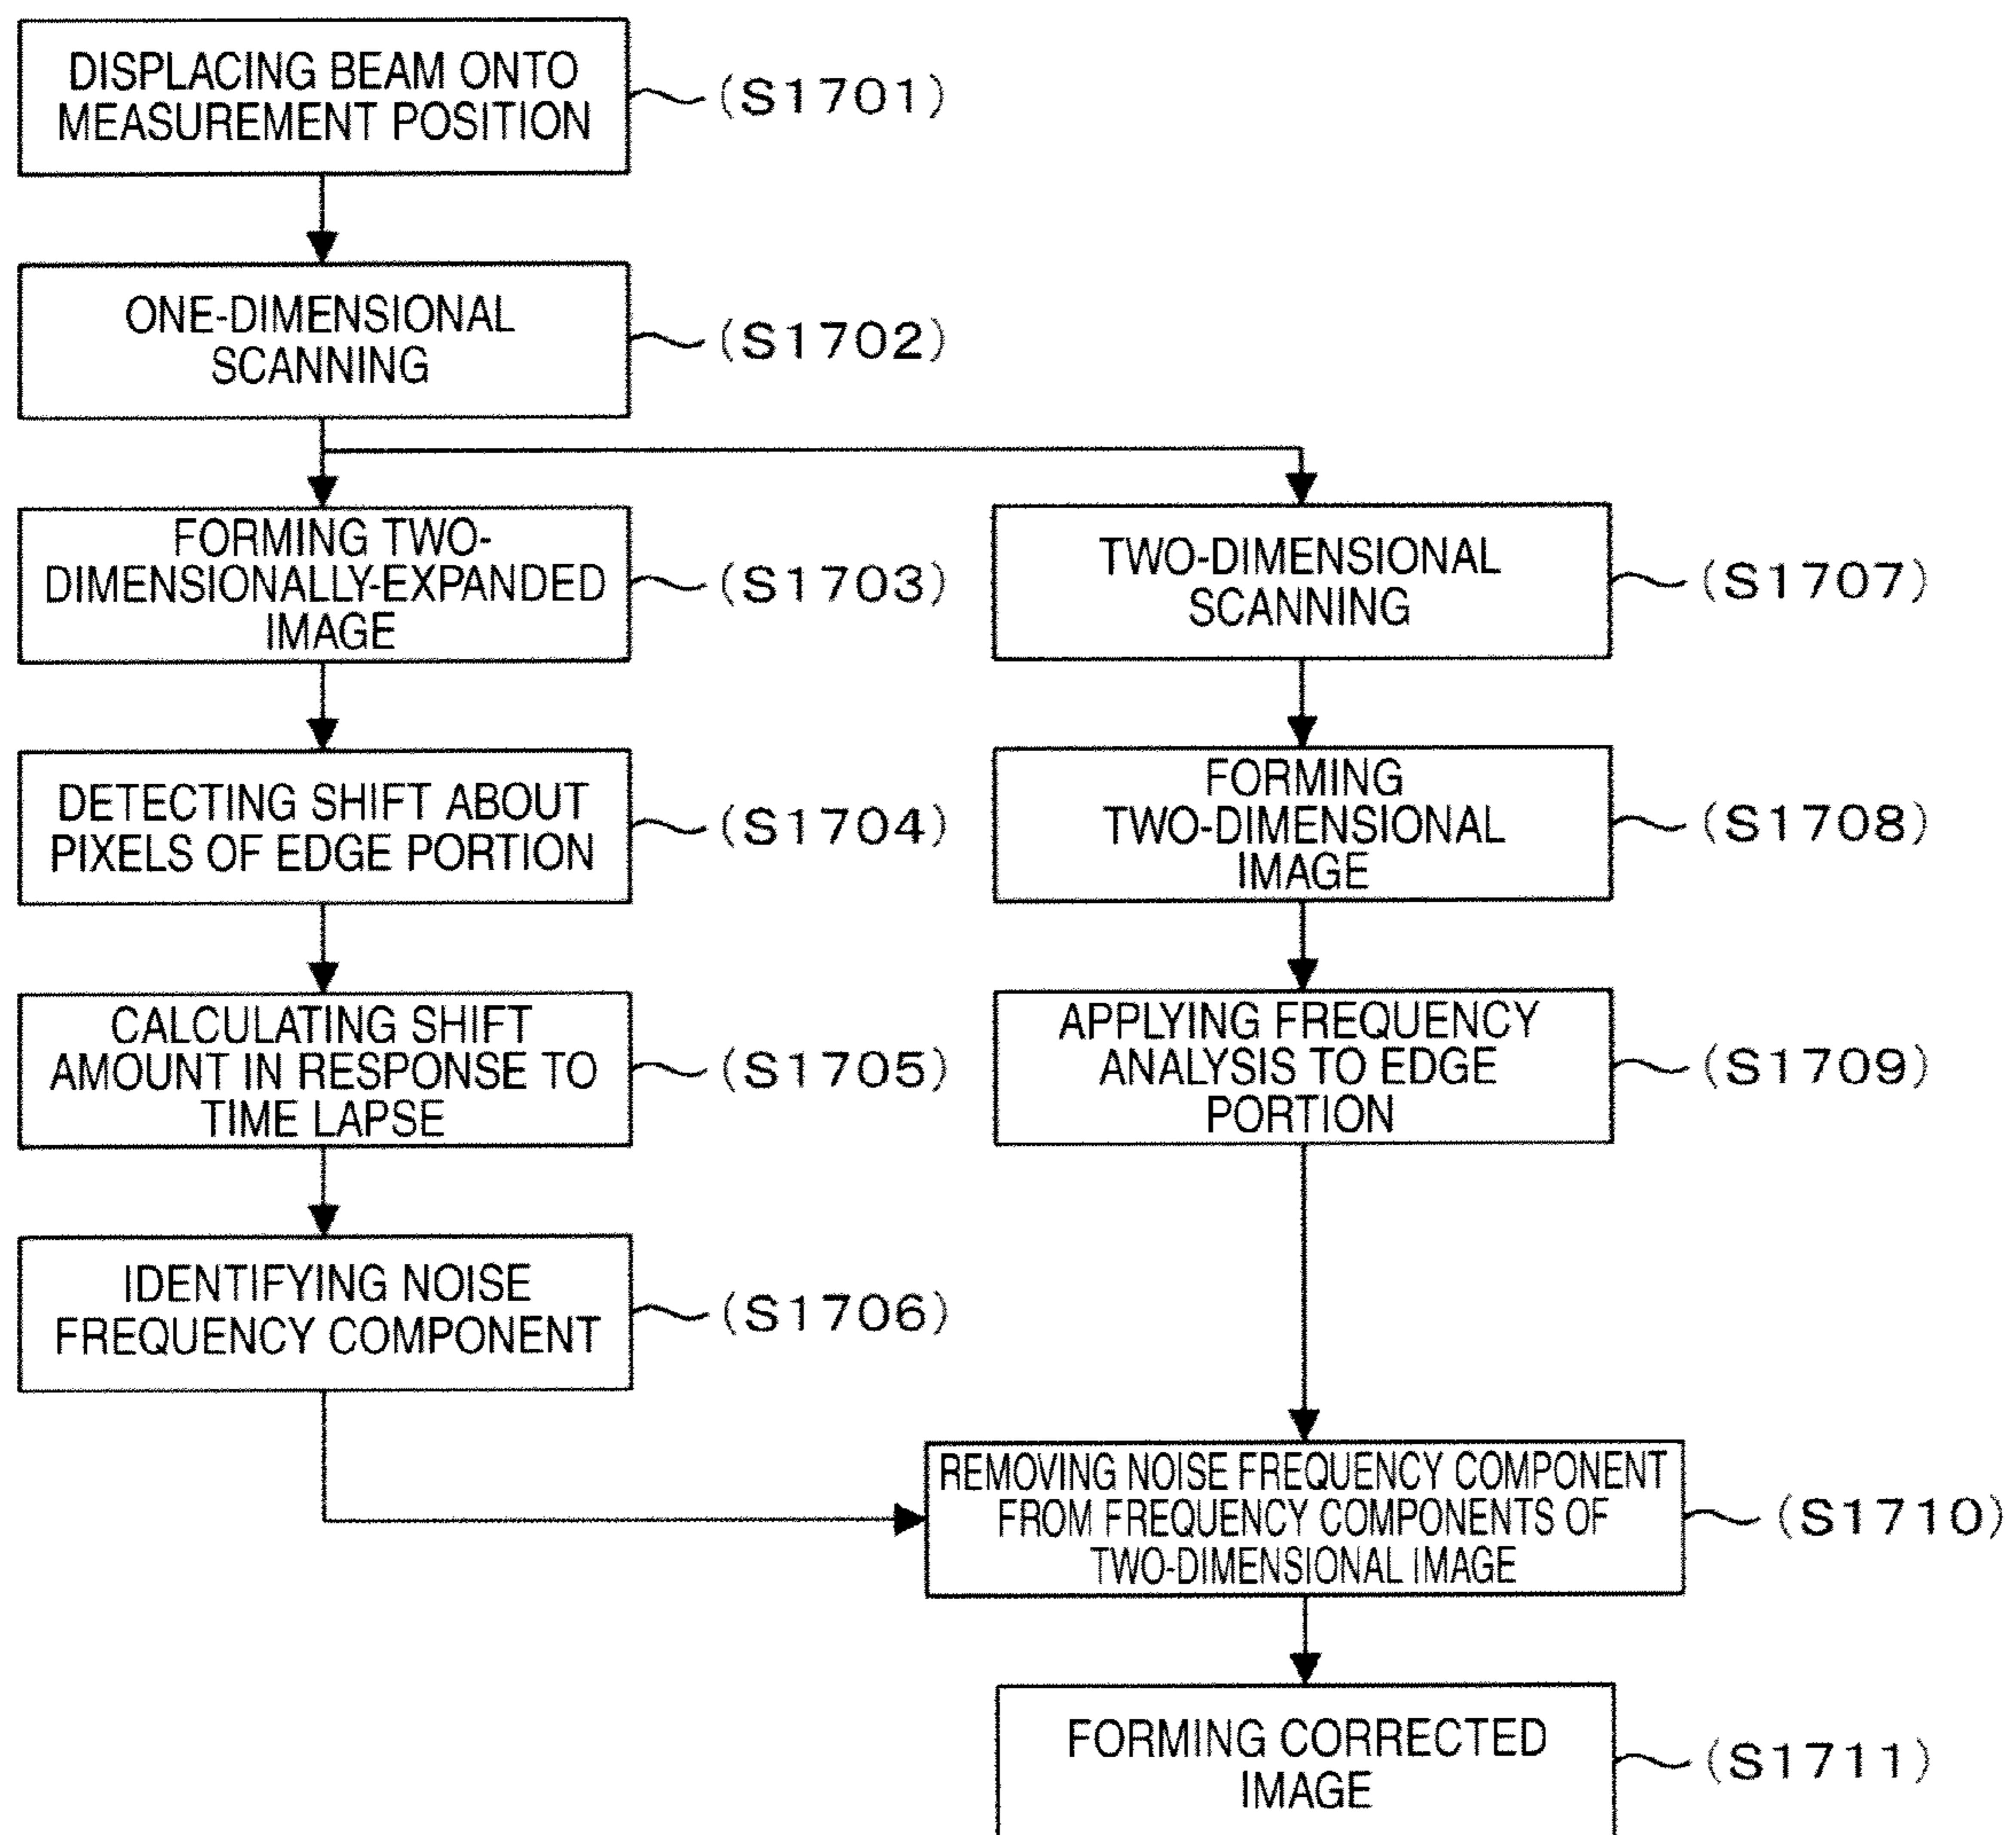 DISPLACING BEAM ONTO
MEASUREMENT POSITION
(S1701)
ONE-DIMENSIONAL
SCANNING
(S1702)
FORMING TWO-
DIMENSIONALLY-EXPANDED
IMAGE
(S1703)
DETECTING SHIFT ABOUT
PIXELS OF EDGE PORTION
(S1704)
CALCULATING SHIFT
AMOUNT IN RESPONSE TO
TIME LAPSE
(S1705)
IDENTIFYING NOISE
FREQUENCY COMPONENT
(S1706)
TWO-DIMENSIONAL
SCANNING
(S1707)
FORMING
TWO-DIMENSIONAL
IMAGE
(S1708)
APPLYING FREQUENCY
ANALYSIS TO EDGE
PORTION
(S1709)
REMOVING NOISE FREQUENCY COMPONENT
FROM FREQUENCY COMPONENTS OF
TWO-DIMENSIONAL IMAGE
(S1710)
FORMING CORRECTED
IMAGE
(S1711)